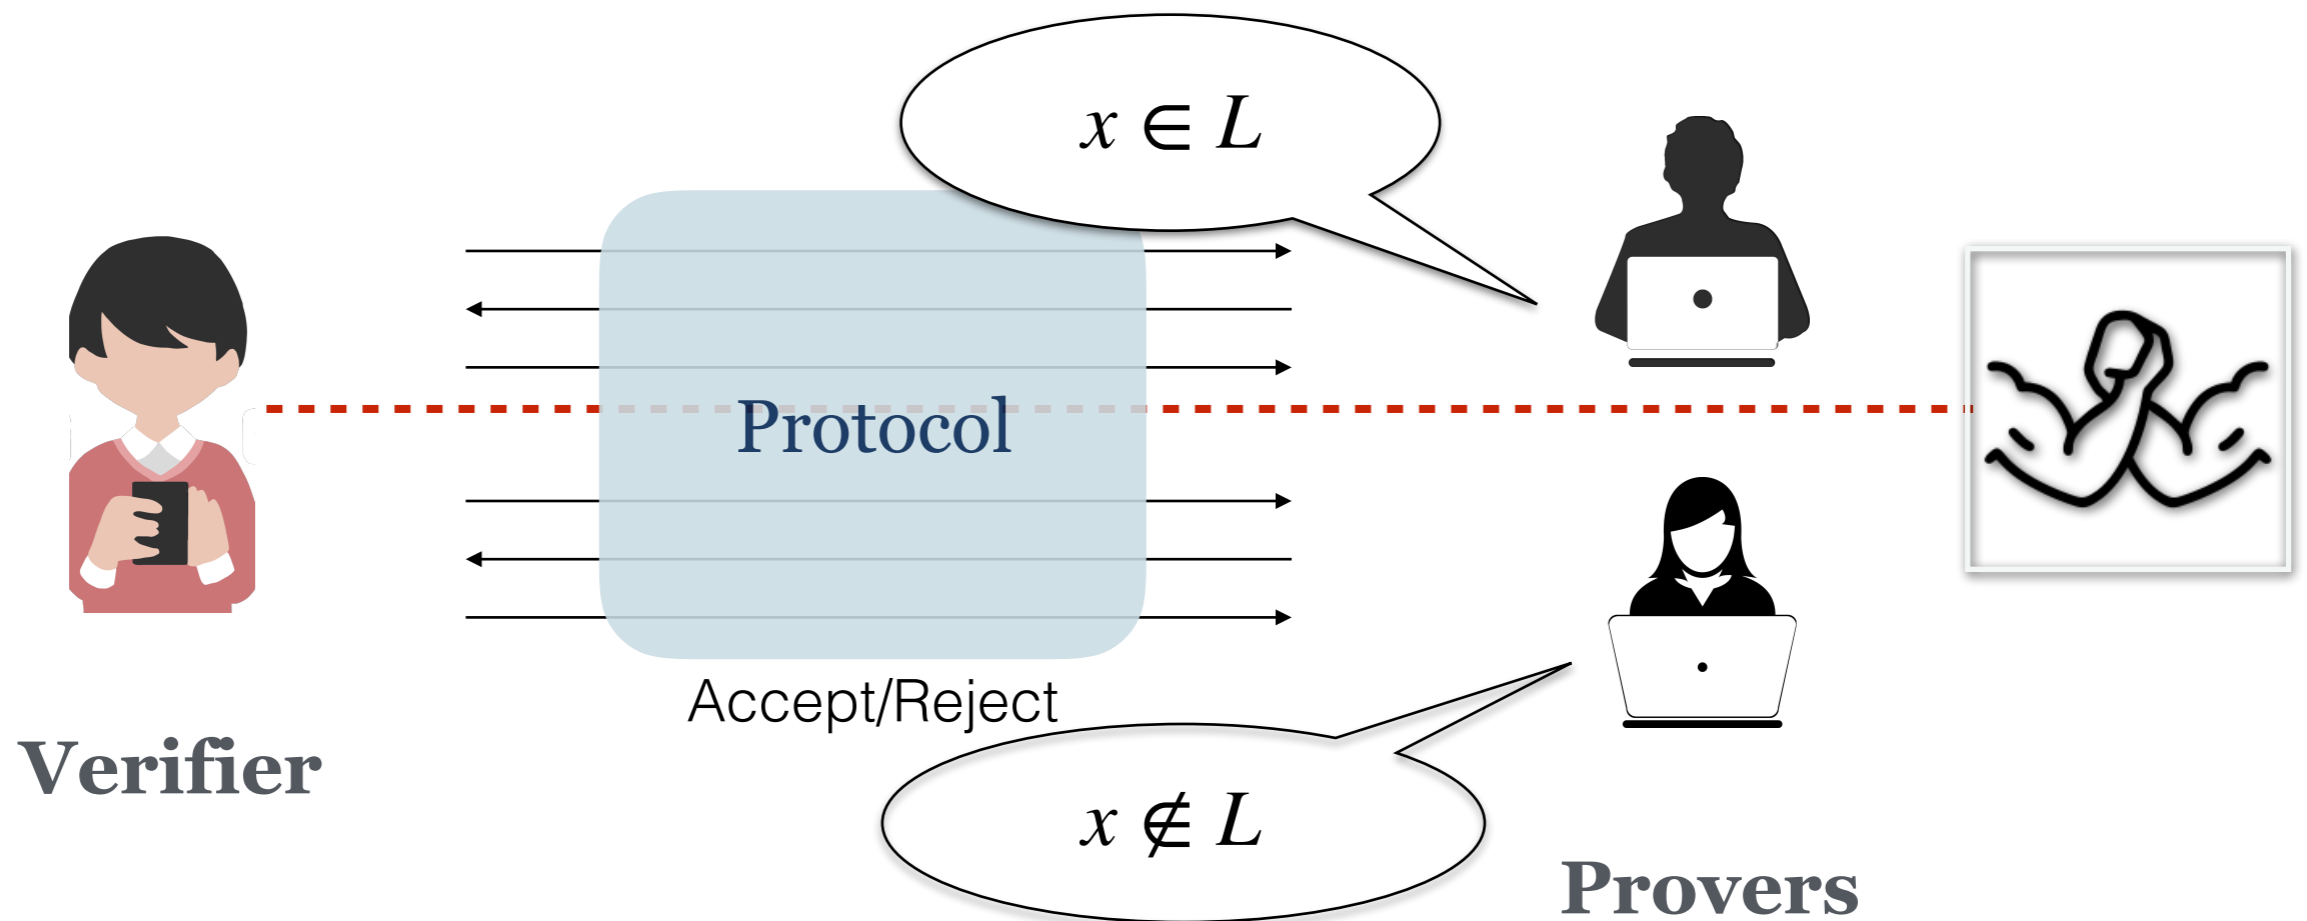 x ∈ L
Protocol
Accept/Reject
Verifier
x ∉ L
Provers